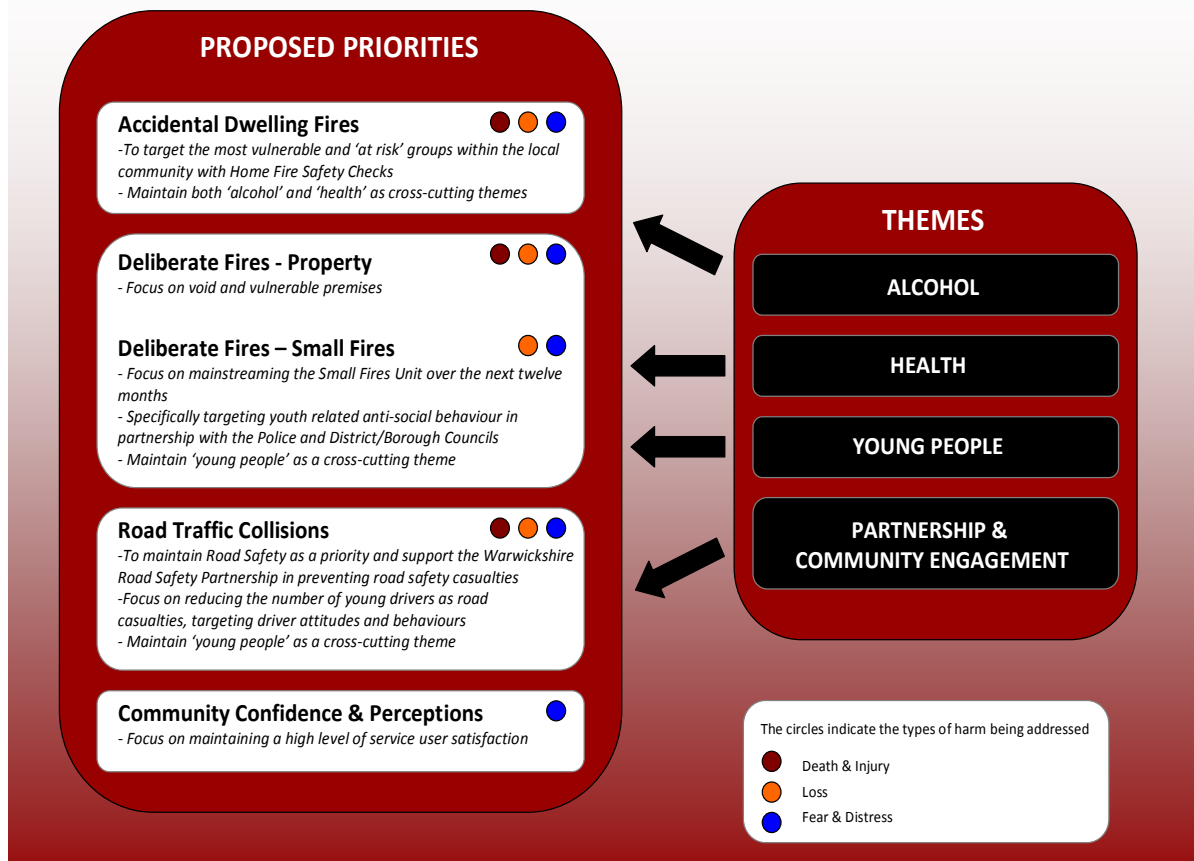 PROPOSED PRIORITIES
Accidental Dwelling Fires
-To target the most vulnerable and ‘at risk’ groups within the local
community with Home Fire Safety Checks
- Maintain both ‘alcohol’ and ‘health’ as cross-cutting themes
Deliberate Fires - Property
- Focus on void and vulnerable premises
Deliberate Fires – Small Fires
- Focus on mainstreaming the Small Fires Unit over the next twelve
months
- Specifically targeting youth related anti-social behaviour in
partnership with the Police and District/Borough Councils
- Maintain ‘young people’ as a cross-cutting theme
Road Traffic Collisions
-To maintain Road Safety as a priority and support the Warwickshire
Road Safety Partnership in preventing road safety casualties
-Focus on reducing the number of young drivers as road
casualties, targeting driver attitudes and behaviours
- Maintain ‘young people’ as a cross-cutting theme
Community Confidence & Perceptions
- Focus on maintaining a high level of service user satisfaction
THEMES
ALCOHOL
HEALTH
YOUNG PEOPLE
PARTNERSHIP &
COMMUNITY ENGAGEMENT
The circles indicate the types of harm being addressed
Death & Injury
Loss
Fear & Distress